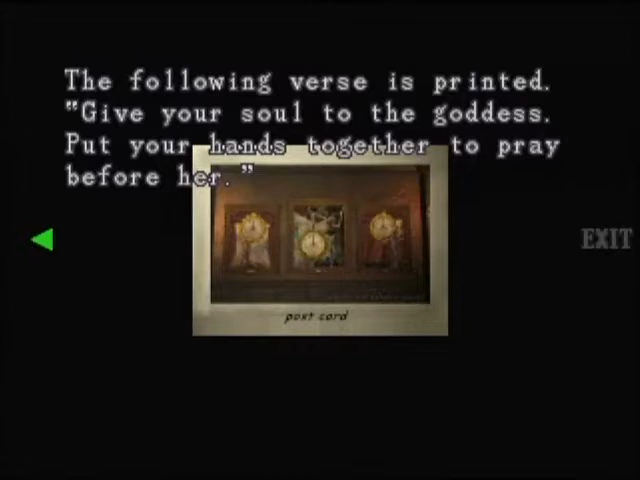 The following verse is printed.
"Give your soul to the goddess.
Put your hands together to pray
before her."
EXIT
post card